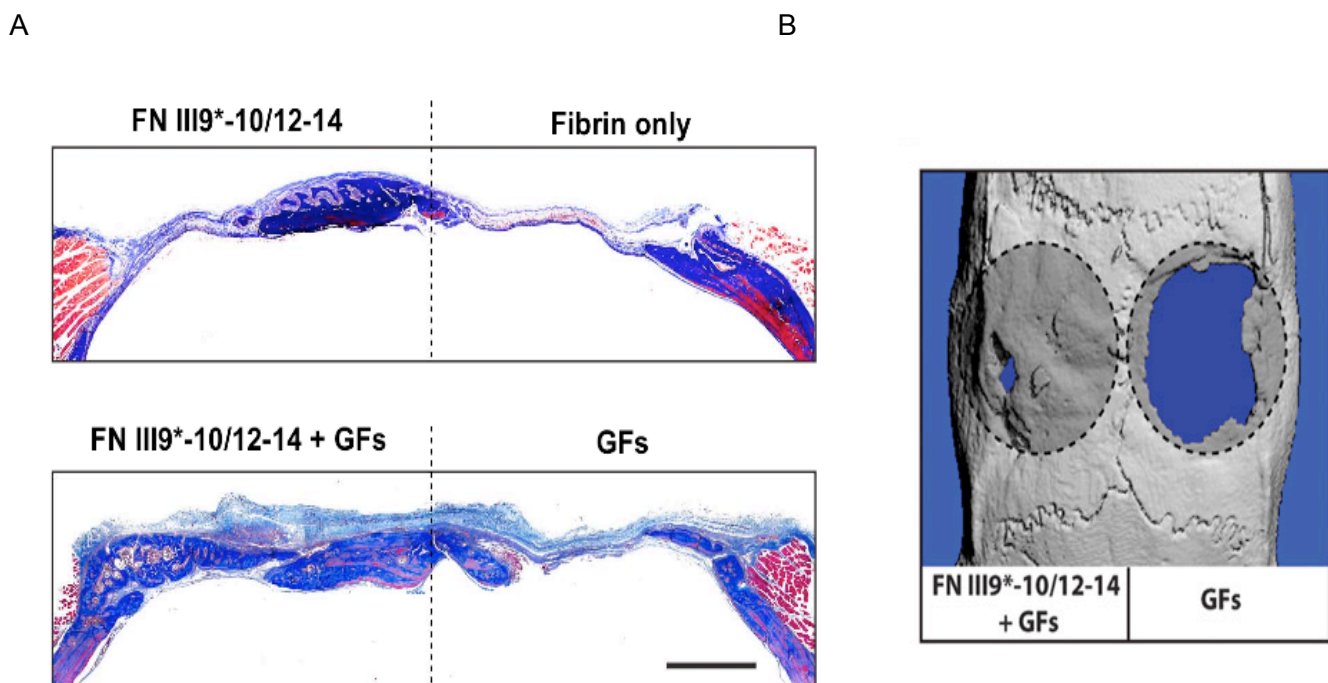 A
B
FN III9*-10/12-14
Fibrin only
FN III9*-10/12-14 + GFs
GFs
FN III9*-10/12-14
+ GFs
GFs